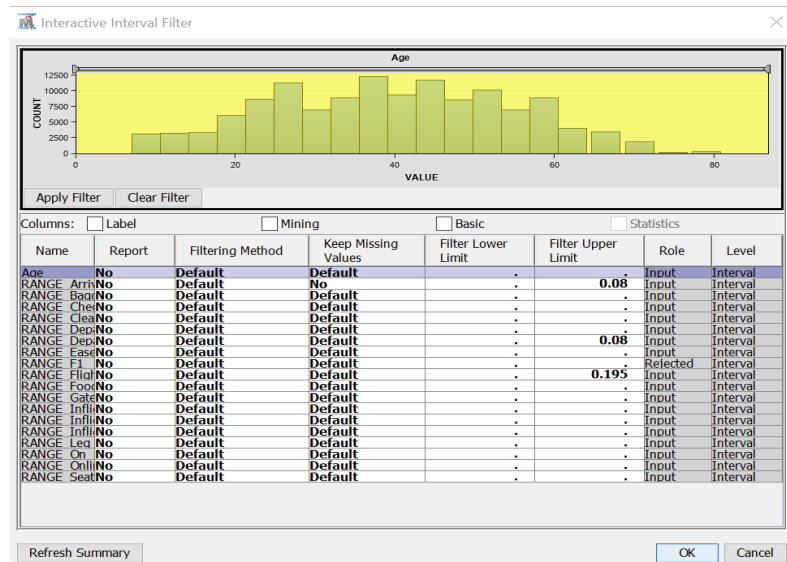 Interactive Interval Filter
Age
12500
10000
7500
5000
2500
0
COUNT
0 20 40 60 80
VALUE
Apply Filter Clear Filter
Columns: Label Mining Basic Statistics
Name Report Filtering Method Keep Missing Values Filter Lower Limit Filter Upper Limit Role Level
Age No Default Default . . Input Interval
RANGE_Arriv No Default No . 0.08 Input Interval
RANGE_Bagg No Default Default . . Input Interval
RANGE_Chec No Default Default . . Input Interval
RANGE_Clea No Default Default . . Input Interval
RANGE_Depa No Default Default . . Input Interval
RANGE_Depa No Default Default . 0.08 Input Interval
RANGE_Ease No Default Default . . Input Interval
RANGE_F1 No Default Default . . Rejected Interval
RANGE_Fligh No Default Default . 0.195 Input Interval
RANGE_Food No Default Default . . Input Interval
RANGE_Gate No Default Default . . Input Interval
RANGE_Infli No Default Default . . Input Interval
RANGE_Infli No Default Default . . Input Interval
RANGE_Infli No Default Default . . Input Interval
RANGE_Leg No Default Default . . Input Interval
RANGE_On No Default Default . . Input Interval
RANGE_Onli No Default Default . . Input Interval
RANGE_Seat No Default Default . . Input Interval
Refresh Summary OK Cancel